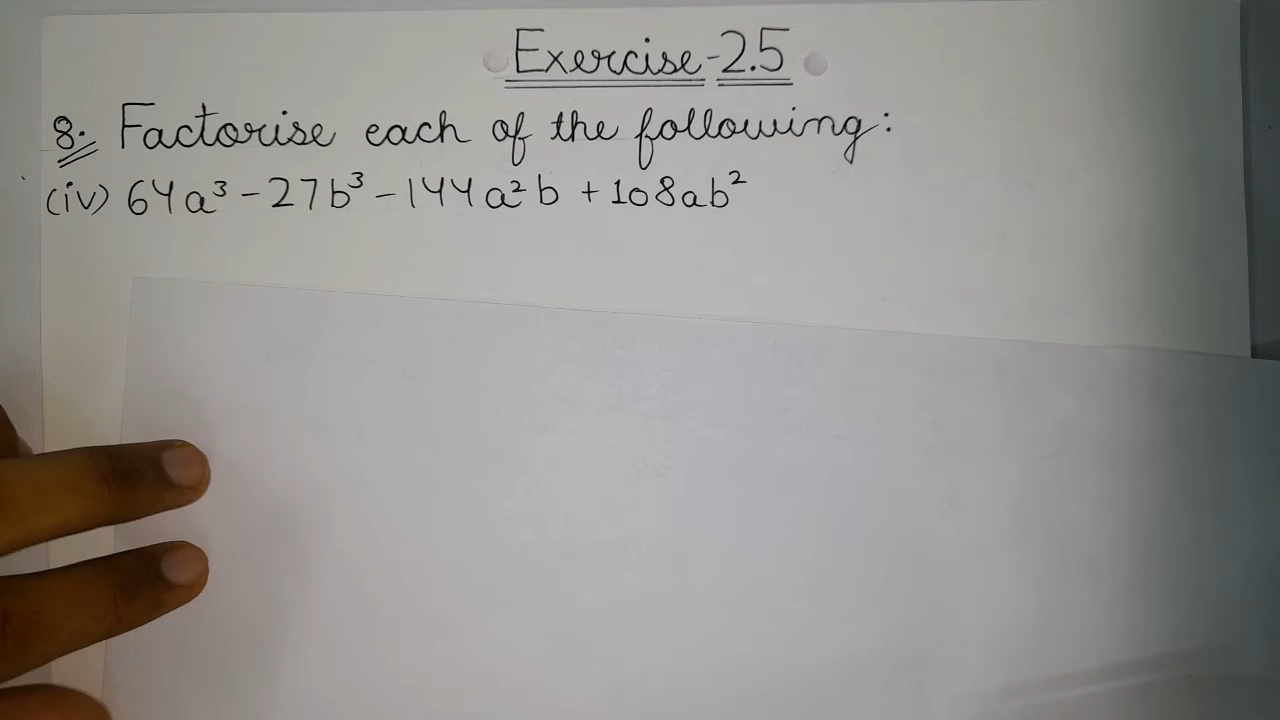 Exercise-2.5
8. Factorise each of the following:
(iv) 64a³ - 27b³ - 144a²b + 108ab²